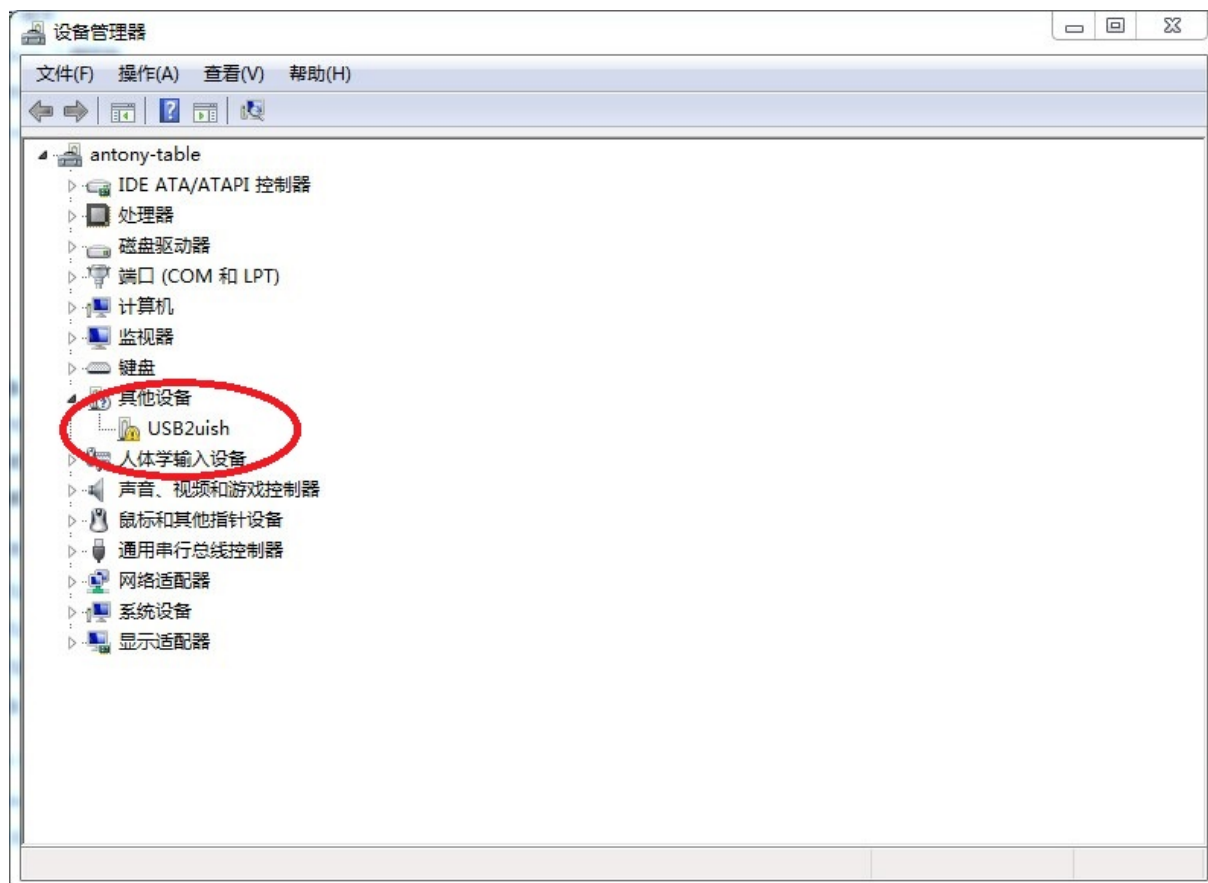 设备管理器
文件(F) 操作(A) 查看(V) 帮助(H)
antony-table
IDE ATA/ATAPI 控制器
处理器
磁盘驱动器
端口 (COM 和 LPT)
计算机
监视器
键盘
其他设备
USB2uish
人体学输入设备
声音、视频和游戏控制器
鼠标和其他指针设备
通用串行总线控制器
网络适配器
系统设备
显示适配器